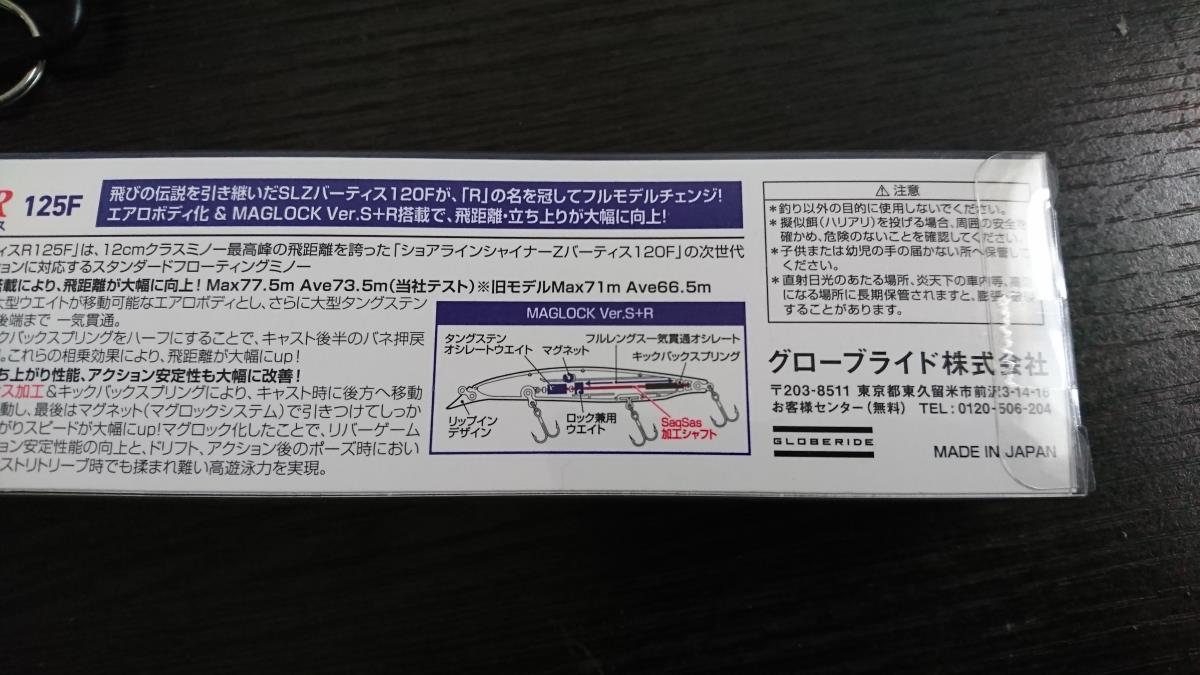 R 125F
ス
飛びの伝説を引き継いだSLZバーティス120Fが、「R」の名を冠してフルモデルチェンジ!
エアロボディ化 & MAGLOCK Ver.S+R搭載で、飛距離・立ち上りが大幅に向上!
ィスR125F」は、12cmクラスミノー最高峰の飛距離を誇った「ショアラインシャイナーZバーティス120F」の次世代
ョンに対応するスタンダードフローティングミノー
載により、飛距離が大幅に向上! Max77.5m Ave73.5m(当社テスト)※旧モデルMax71m Ave66.5m
大型ウエイトが移動可能なエアロボディとし、さらに大型タングステン
後端まで 一気貫通。
クバックスプリングをハーフにすることで、キャスト後半のバネ押戻
。これらの相乗効果により、飛距離が大幅にup!
ち上がり性能、アクション安定性も大幅に改善!
ス加工&キックバックスプリングにより、キャスト時に後方へ移動
動し、最後はマグネット(マグロックシステム)で引きつけてしっか
がりスピードが大幅にup!マグロック化したことで、リバーゲーム
ョン安定性能の向上と、ドリフト、アクション後のポーズ時におい
ストリトリーブ時でも揉まれ難い高遊泳力を実現。
MAGLOCK Ver.S+R
タングステン
オシレートウエイト
マグネット
フルレングス一気貫通オシレート
キックバックスプリング
リップイン
デザイン
ロック兼用
ウエイト
SaqSas
加工シャフト
⚠注意
*釣り以外の目的に使用しないでください。
*擬似餌(ハリアリ)を投げる場合、周囲の安全を
確かめ、危険のないことを確認してください。
*子供または幼児の手の届かない所へ保管して
ください。
*直射日光のあたる場所、炎天下の車内等、高温
になる場所に長期保管されますと、膨張・破裂
することがあります。
グローブライド株式会社
〒203-8511 東京都東久留米市前沢3-14-16
お客様センター(無料) TEL:0120-506-204
GLOBERIDE
MADE IN JAPAN